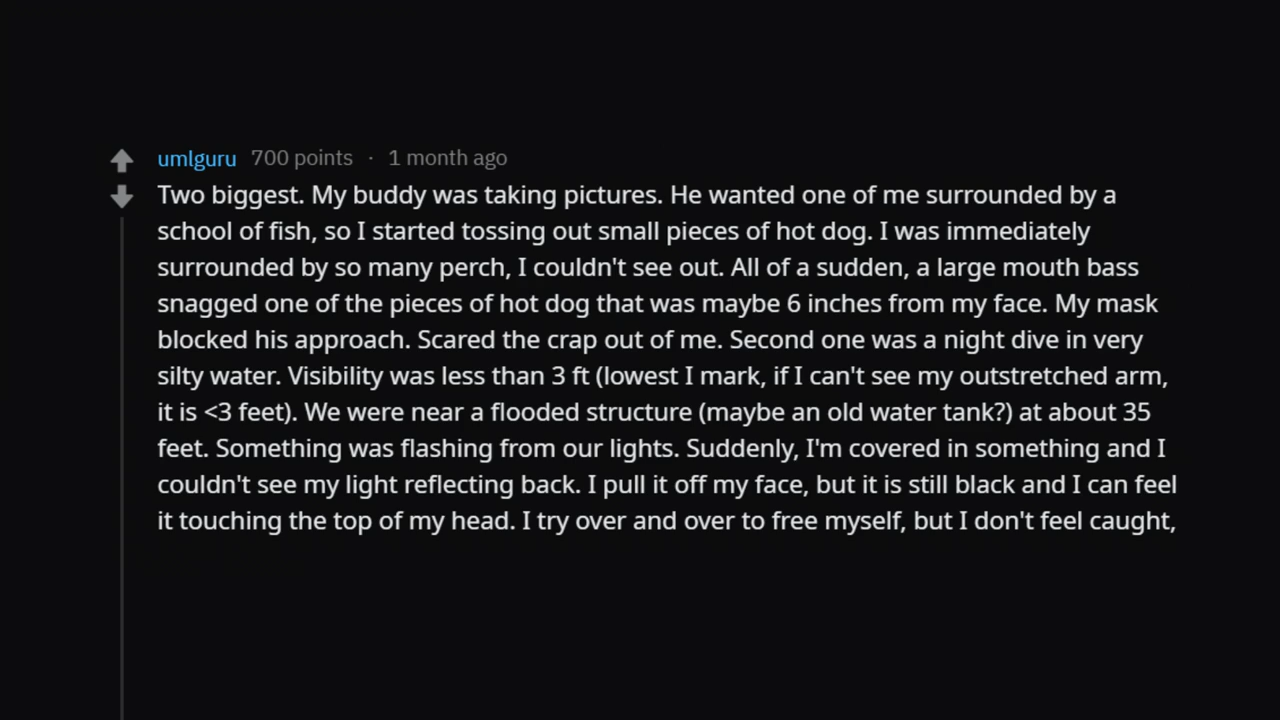 umlguru 700 points · 1 month ago
Two biggest. My buddy was taking pictures. He wanted one of me surrounded by a
school of fish, so I started tossing out small pieces of hot dog. I was immediately
surrounded by so many perch, I couldn't see out. All of a sudden, a large mouth bass
snagged one of the pieces of hot dog that was maybe 6 inches from my face. My mask
blocked his approach. Scared the crap out of me. Second one was a night dive in very
silty water. Visibility was less than 3 ft (lowest I mark, if I can't see my outstretched arm,
it is <3 feet). We were near a flooded structure (maybe an old water tank?) at about 35
feet. Something was flashing from our lights. Suddenly, I'm covered in something and I
couldn't see my light reflecting back. I pull it off my face, but it is still black and I can feel
it touching the top of my head. I try over and over to free myself, but I don't feel caught,